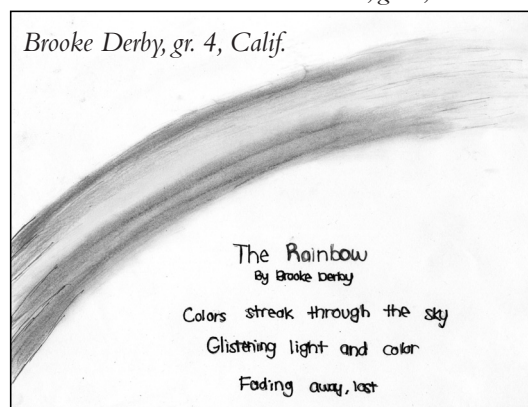 Brooke Derby, gr. 4, Calif.
The Rainbow
By Brooke Derby
Colors streak through the sky
Glistening light and color
Fading away, lost